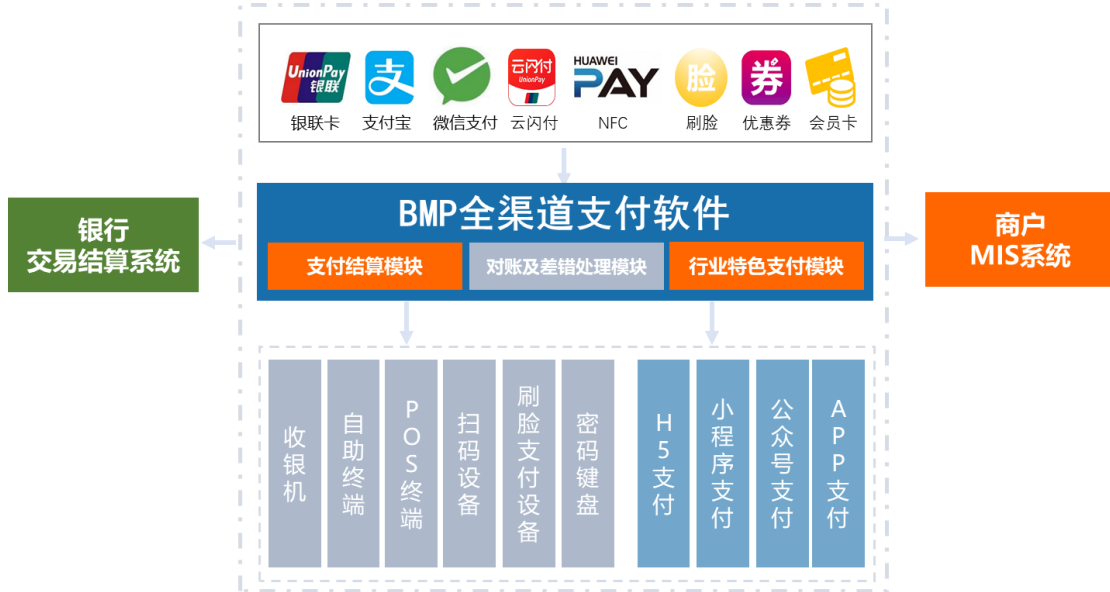 UnionPay
银联
支
云闪付
UnionPay
HUAWEI
PAY
脸
券
银联卡
支付宝
微信支付
云闪付
NFC
刷脸
优惠券
会员卡
银行
交易结算系统
BMP全渠道支付软件
支付结算模块
对账及差错处理模块
行业特色支付模块
商户
MIS系统
收银机
自助终端
POS终端
扫码设备
刷脸支付设备
密码键盘
H5支付
小程序支付
公众号支付
APP支付